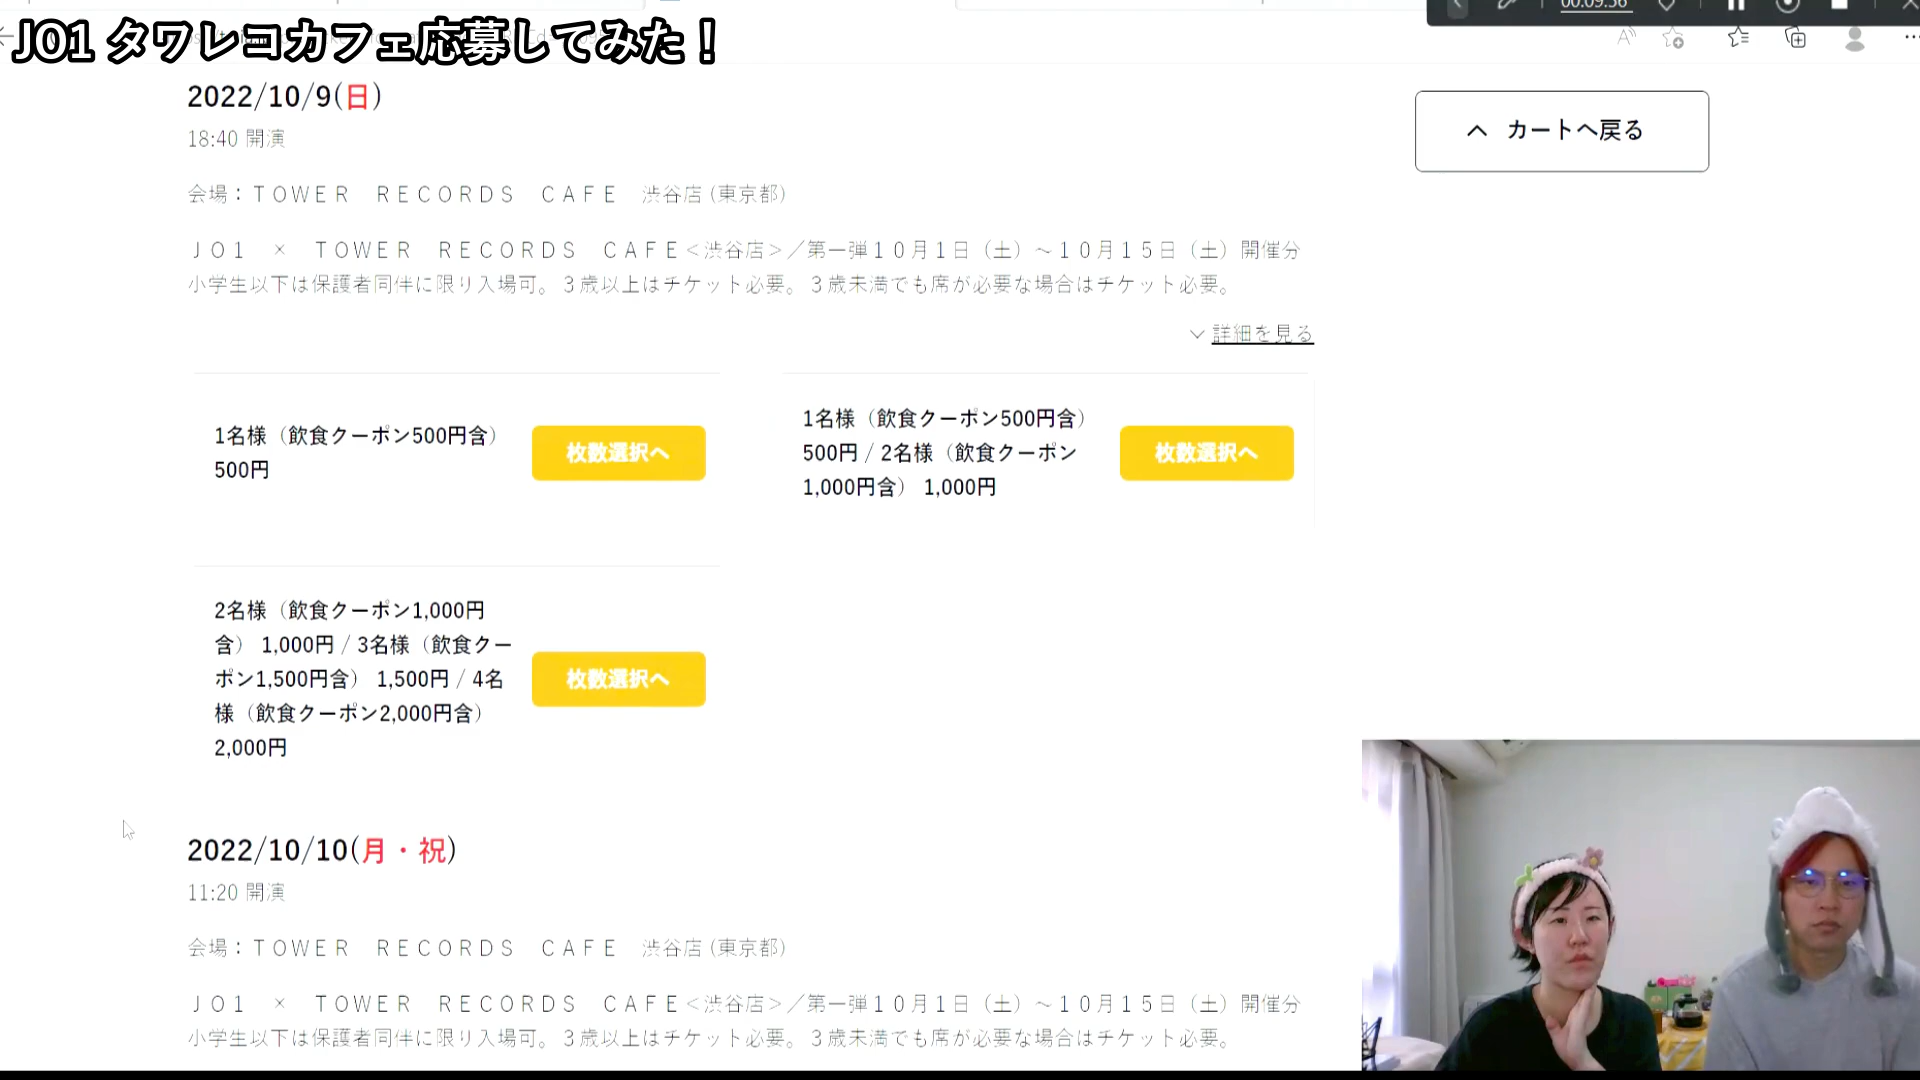 JO1 タワレコカフェ応募してみた！
00:09:56
2022/10/9(日)
18:40 開演
カートへ戻る
会場：ＴＯＷＥＲ　ＲＥＣＯＲＤＳ　ＣＡＦＥ　渋谷店 (東京都)
ＪＯ１　×　ＴＯＷＥＲ　ＲＥＣＯＲＤＳ　ＣＡＦＥ＜渋谷店＞／第一弾１０月１日（土）～１０月１５日（土）開催分
小学生以下は保護者同伴に限り入場可。３歳以上はチケット必要。３歳未満でも席が必要な場合はチケット必要。
詳細を見る
1名様（飲食クーポン500円含）
500円
枚数選択へ
1名様（飲食クーポン500円含）
500円 / 2名様（飲食クーポン
1,000円含） 1,000円
枚数選択へ
2名様（飲食クーポン1,000円
含） 1,000円 / 3名様（飲食クー
ポン1,500円含） 1,500円 / 4名
様（飲食クーポン2,000円含）
2,000円
枚数選択へ
2022/10/10(月・祝)
11:20 開演
会場：ＴＯＷＥＲ　ＲＥＣＯＲＤＳ　ＣＡＦＥ　渋谷店 (東京都)
ＪＯ１　×　ＴＯＷＥＲ　ＲＥＣＯＲＤＳ　ＣＡＦＥ＜渋谷店＞／第一弾１０月１日（土）～１０月１５日（土）開催分
小学生以下は保護者同伴に限り入場可。３歳以上はチケット必要。３歳未満でも席が必要な場合はチケット必要。